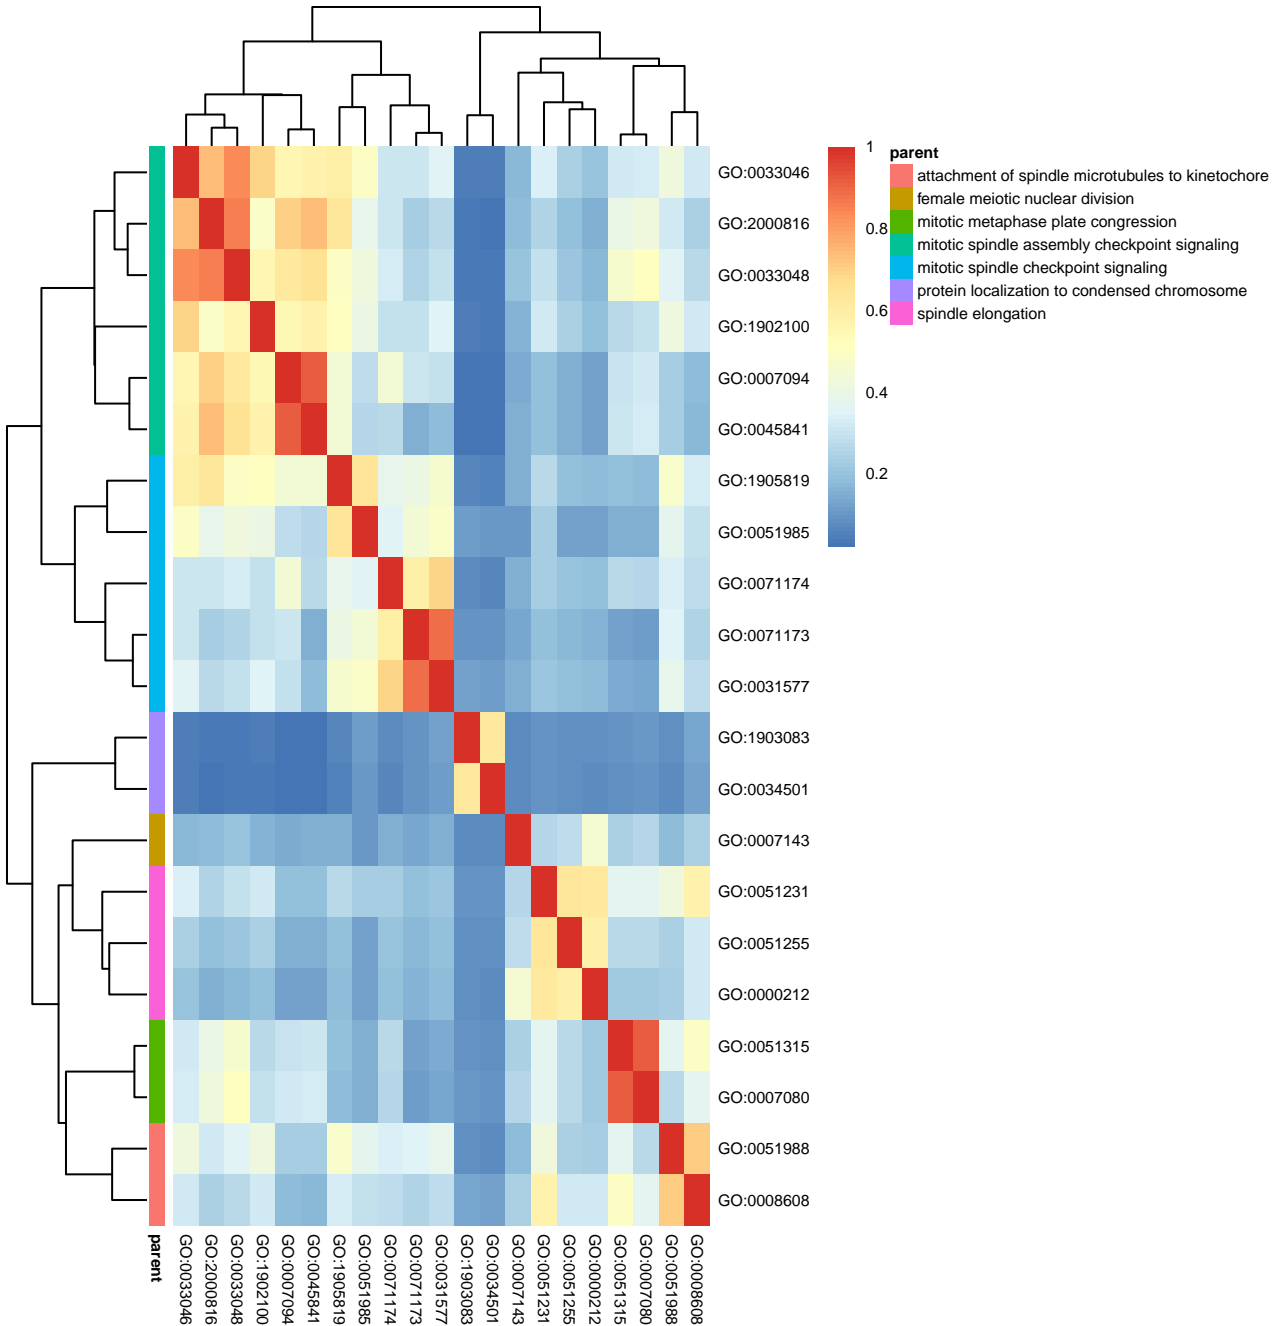 1
0.8
0.6
0.4
0.2
parent
attachment of spindle microtubules to kinetochore
female meiotic nuclear division
mitotic metaphase plate congression
mitotic spindle assembly checkpoint signaling
mitotic spindle checkpoint signaling
protein localization to condensed chromosome
spindle elongation
GO:0033046
GO:2000816
GO:0033048
GO:1902100
GO:0007094
GO:0045841
GO:1905819
GO:0051985
GO:0071174
GO:0071173
GO:0031577
GO:1903083
GO:0034501
GO:0007143
GO:0051231
GO:0051255
GO:0000212
GO:0051315
GO:0007080
GO:0051988
GO:0008608
parent
GO:0033046
GO:2000816
GO:0033048
GO:1902100
GO:0007094
GO:0045841
GO:1905819
GO:0051985
GO:0071174
GO:0071173
GO:0031577
GO:1903083
GO:0034501
GO:0007143
GO:0051231
GO:0051255
GO:0000212
GO:0051315
GO:0007080
GO:0051988
GO:0008608